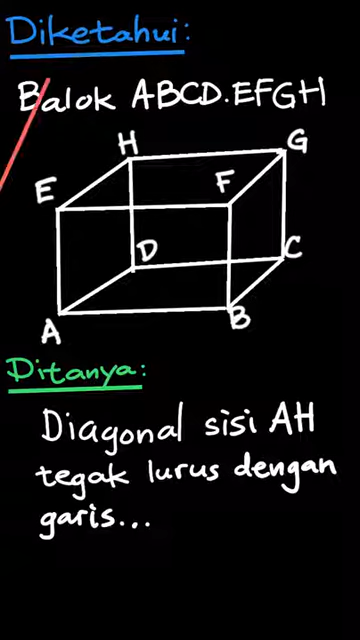 Diketahui:
Balok ABCD.EFGH
H
G
E
F
D
C
A
B
Ditanya:
Diagonal sisi AH
tegak lurus dengan
garis...